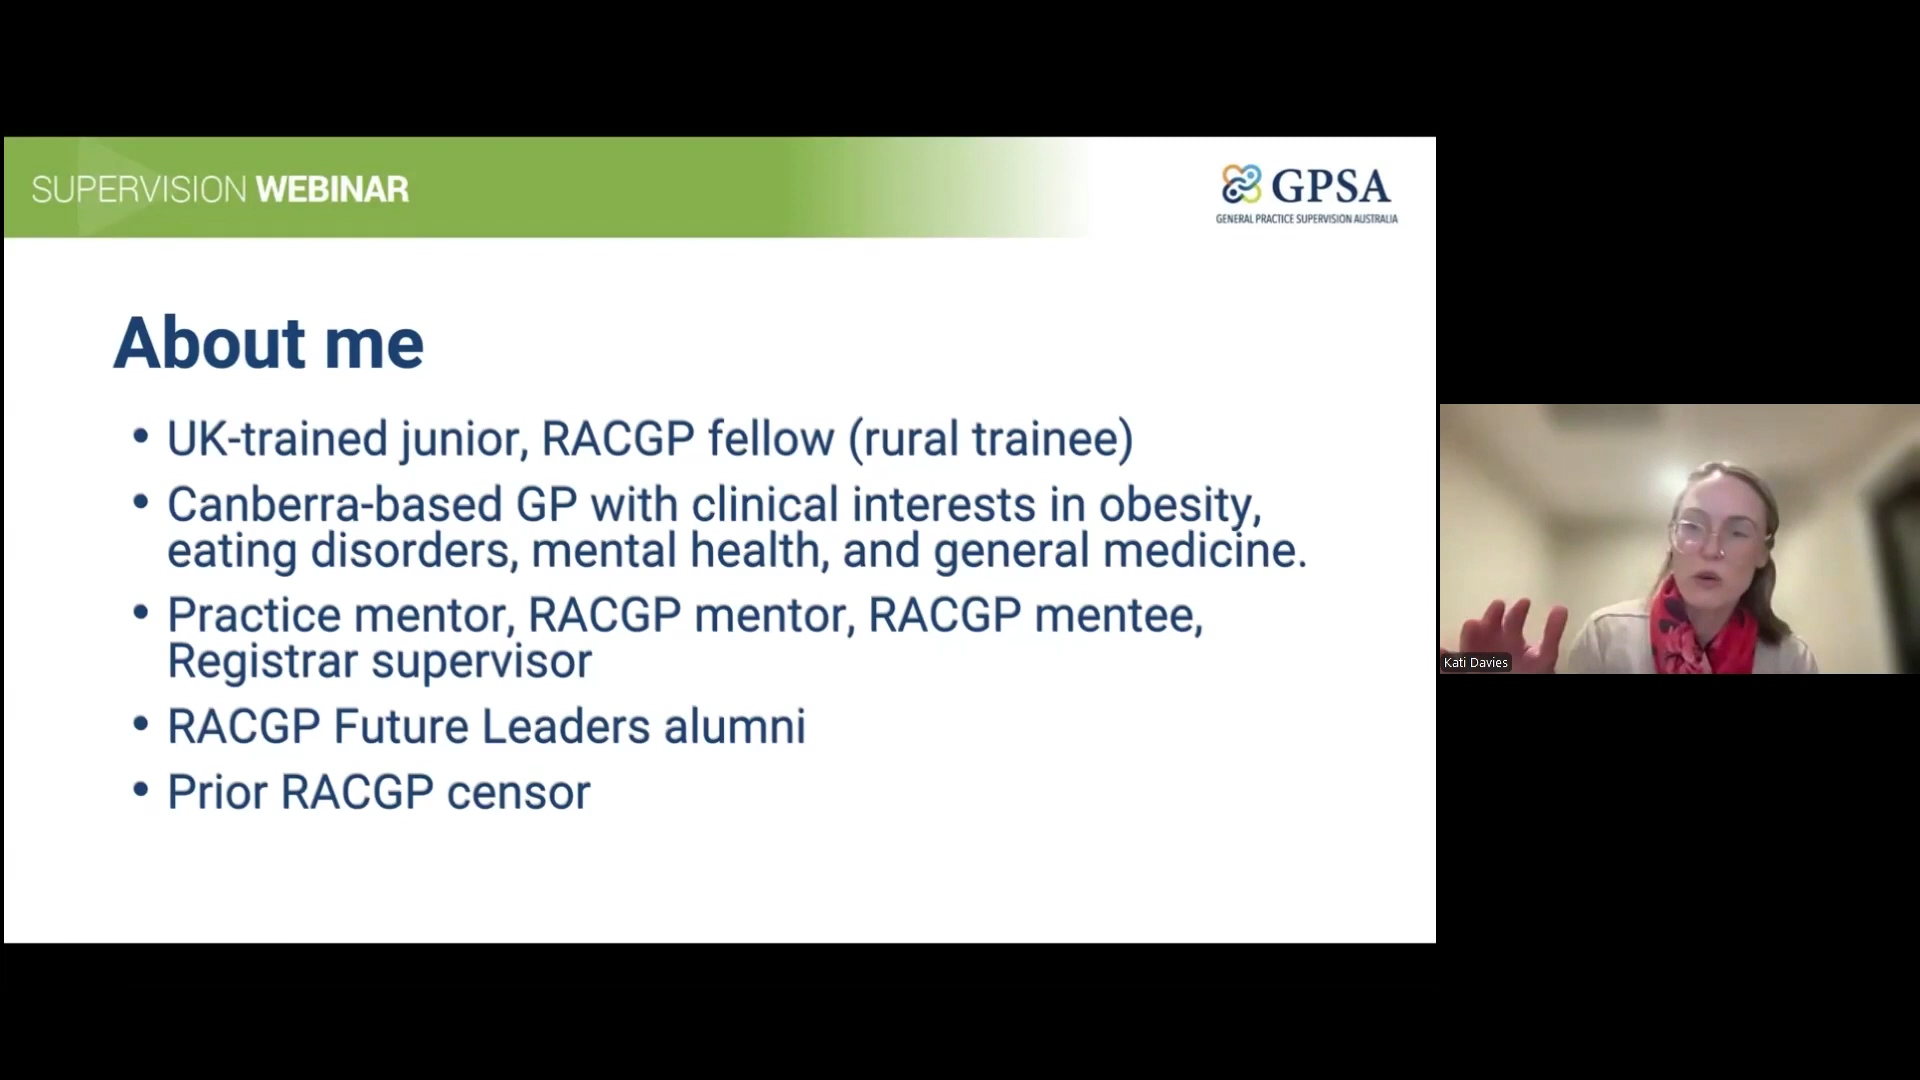 SUPERVISION WEBINAR
GPSA
GENERAL PRACTICE SUPERVISION AUSTRALIA
About me
• UK-trained junior, RACGP fellow (rural trainee)
• Canberra-based GP with clinical interests in obesity,
eating disorders, mental health, and general medicine.
• Practice mentor, RACGP mentor, RACGP mentee,
Registrar supervisor
• RACGP Future Leaders alumni
• Prior RACGP censor
Kati Davies